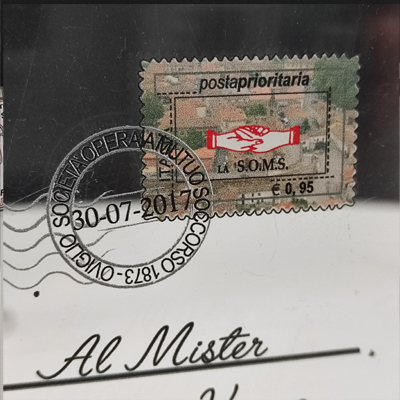 postaprioritaria
LA S.O.M.S.
€ 0,95
SOCIETÀ OPERAIA MUTUO SOCCORSO 1873 - OVIGLIO
30-07-2017
Al Mister